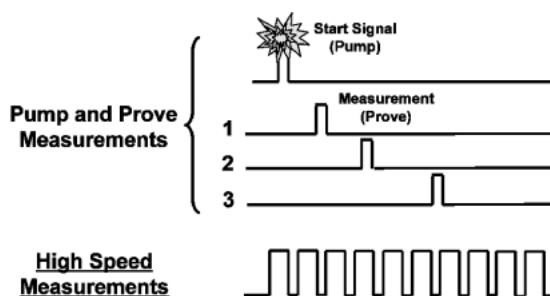 Start Signal
(Pump)
Pump and Prove
Measurements
Measurement
(Prove)
1
2
3
High Speed
Measurements